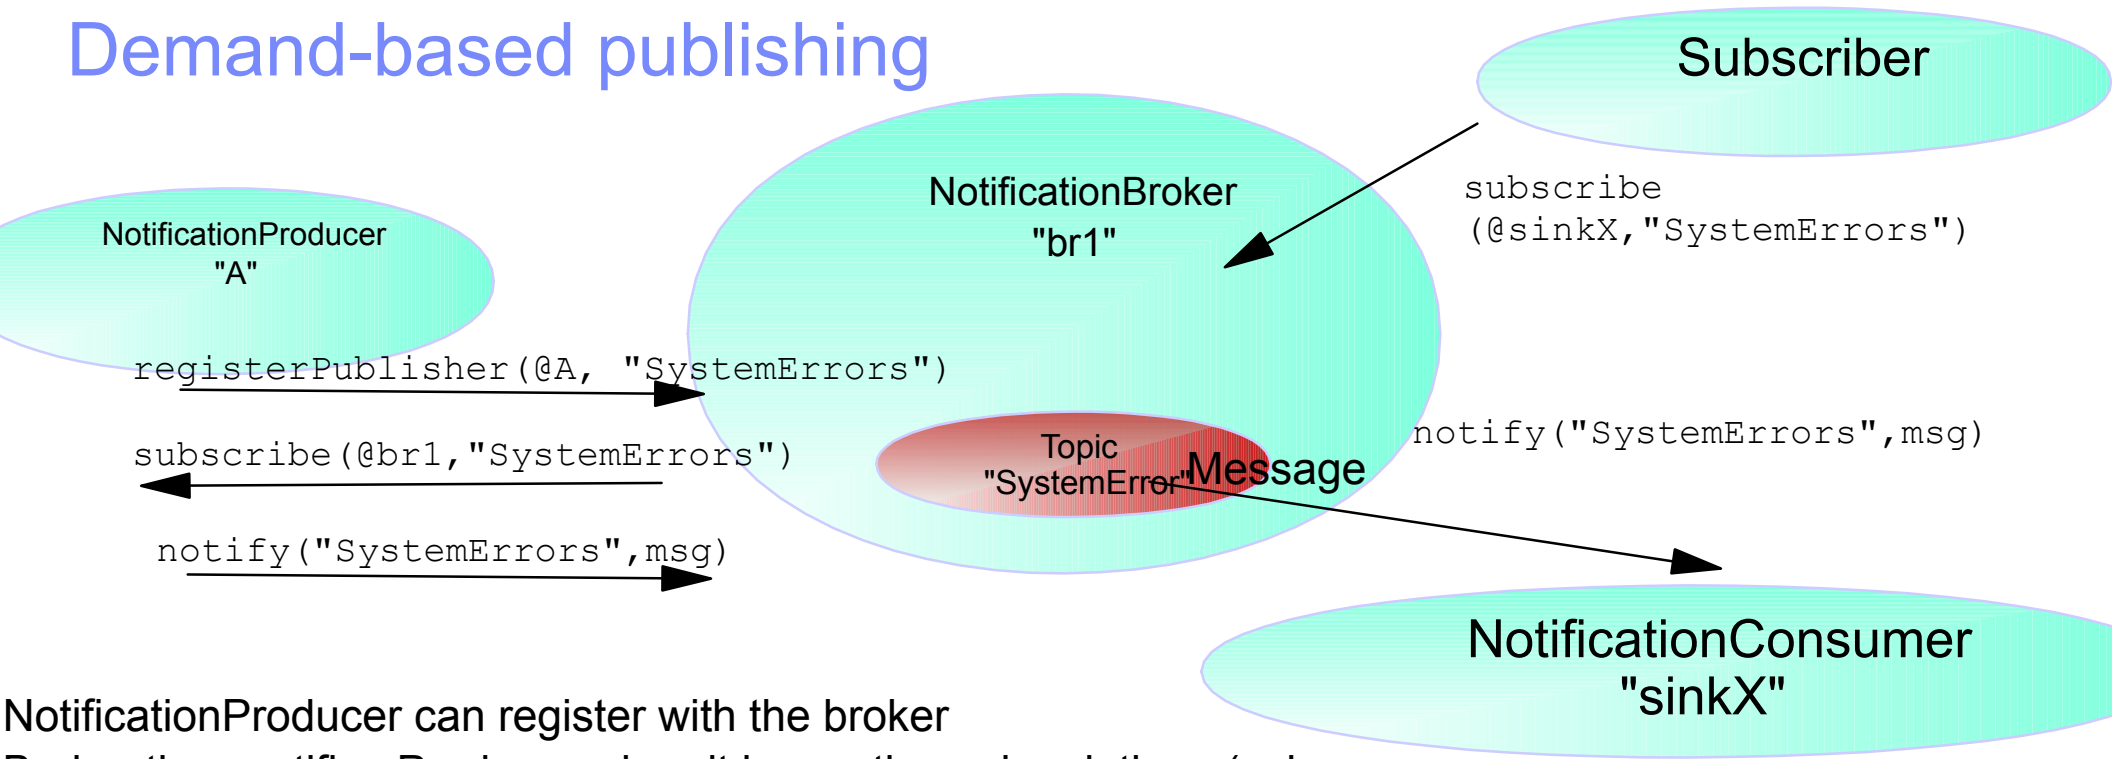 Demand-based publishing
Subscriber
NotificationBroker
"br1"
subscribe
(@sinkX,"SystemErrors")
NotificationProducer
"A"
registerPublisher(@A, "SystemErrors")
subscribe(@br1,"SystemErrors")
notify("SystemErrors",msg)
Topic
"SystemError"
Message
notify("SystemErrors",msg)
NotificationConsumer
"sinkX"
NotificationProducer can register with the broker